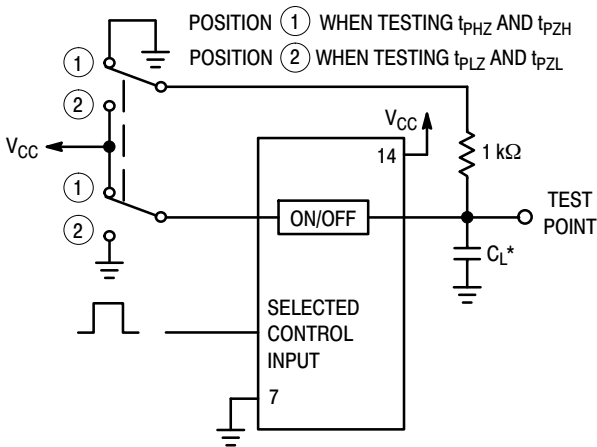 POSITION 1 WHEN TESTING tPHZ AND tPZH
POSITION 2 WHEN TESTING tPLZ AND tPZL
1
2
VCC
1
2
VCC
14
1 kΩ
ON/OFF
TEST
POINT
CL*
SELECTED
CONTROL
INPUT
7